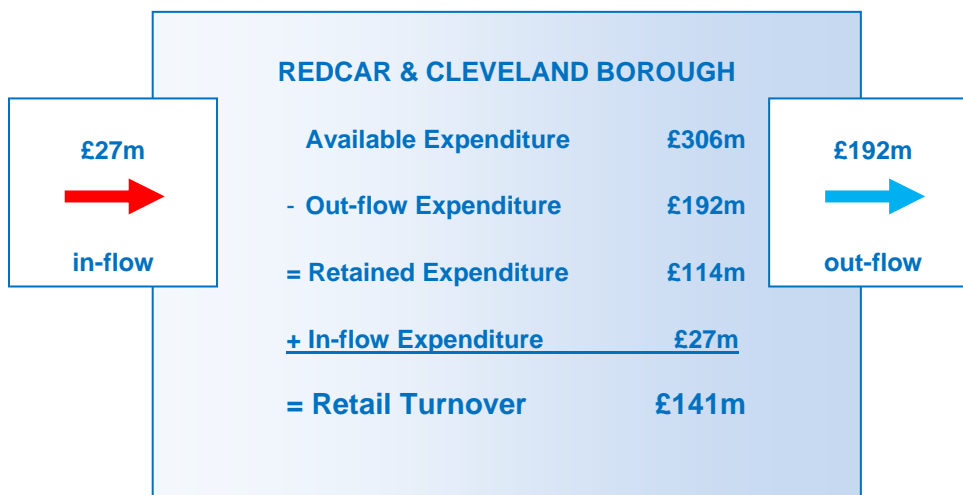 REDCAR & CLEVELAND BOROUGH
£27m
in-flow
Available Expenditure £306m
- Out-flow Expenditure £192m
= Retained Expenditure £114m
+ In-flow Expenditure £27m
= Retail Turnover £141m
£192m
out-flow